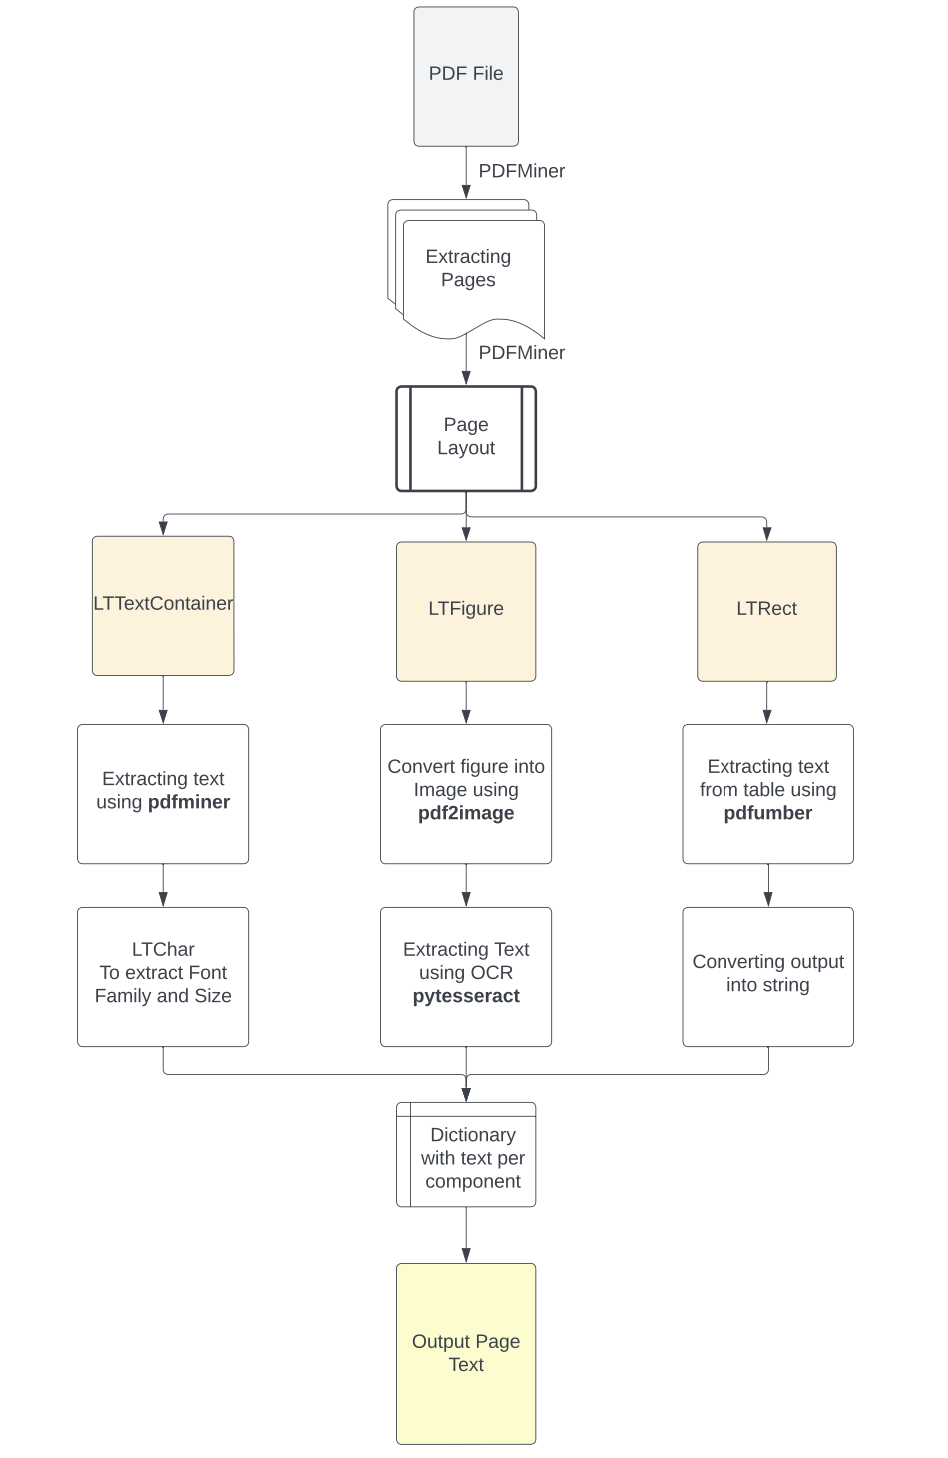 PDF File
PDFMiner
Extracting
Pages
PDFMiner
Page
Layout
LTTextContainer
LTFigure
LTRect
Extracting text
using pdfminer
Convert figure into
Image using
pdf2image
Extracting text
from table using
pdfumber
LTChar
To extract Font
Family and Size
Extracting Text
using OCR
pytesseract
Converting output
into string
Dictionary
with text per
component
Output Page
Text